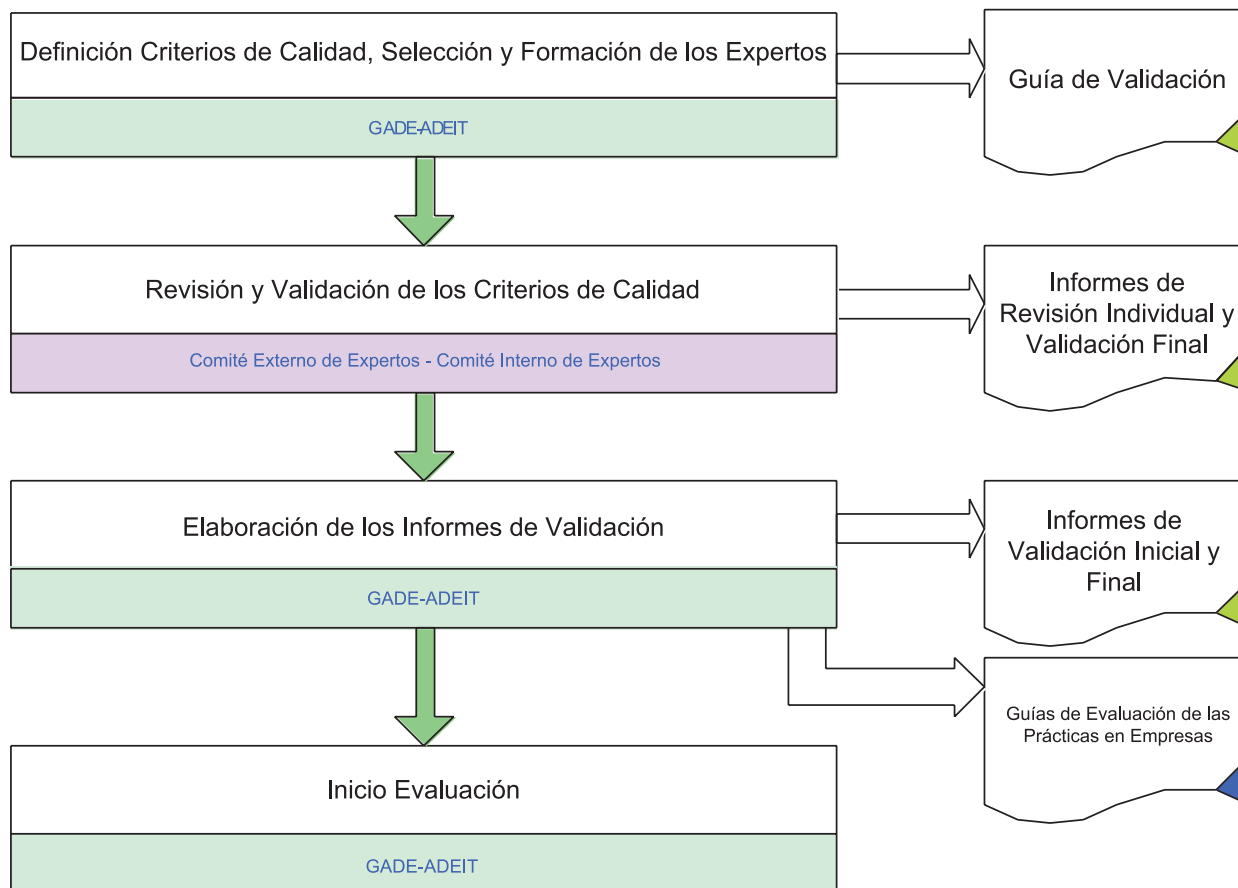 Definición Criterios de Calidad, Selección y Formación de los Expertos
GADE-ADEIT
Guía de Validación
Revisión y Validación de los Criterios de Calidad
Comité Externo de Expertos - Comité Interno de Expertos
Informes de
Revisión Individual y
Validación Final
Elaboración de los Informes de Validación
GADE-ADEIT
Informes de
Validación Inicial y
Final
Guías de Evaluación de las
Prácticas en Empresas
Inicio Evaluación
GADE-ADEIT